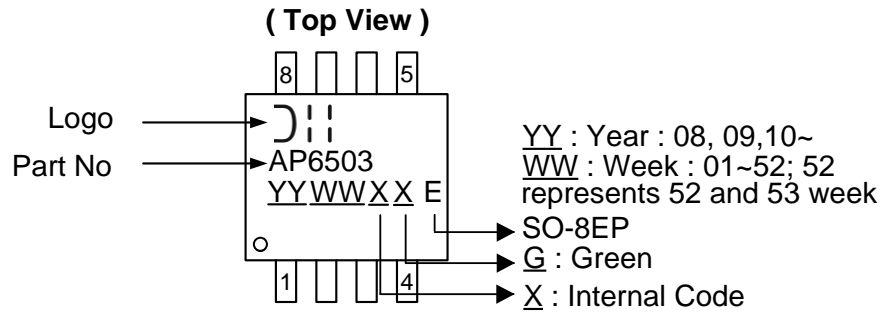 ( Top View )
8 5
Logo
Part No
AP6503
YY WW X X E
1 4
YY : Year : 08, 09,10~
WW : Week : 01~52; 52
represents 52 and 53 week
SO-8EP
G : Green
X : Internal Code